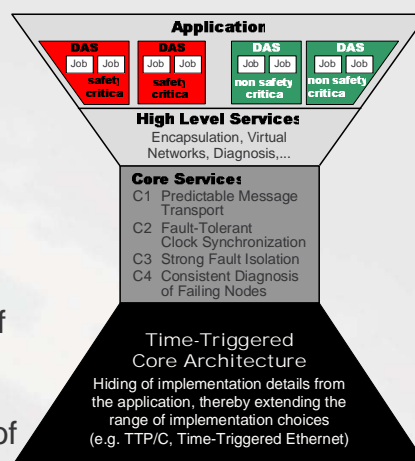 Application
DAS DAS DAS DAS
Job Job Job Job Job Job Job Job
safety safety non safety non safety
critica critica critica critica
High Level Services
Encapsulation, Virtual
Networks, Diagnosis,...
Core Services
C1 Predictable Message
Transport
C2 Fault-Tolerant
Clock Synchronization
C3 Strong Fault Isolation
C4 Consistent Diagnosis
of Failing Nodes
Time-Triggered
Core Architecture
Hiding of implementation details from
the application, thereby extending the
range of implementation choices
(e.g. TTP/C, Time-Triggered Ethernet)
of